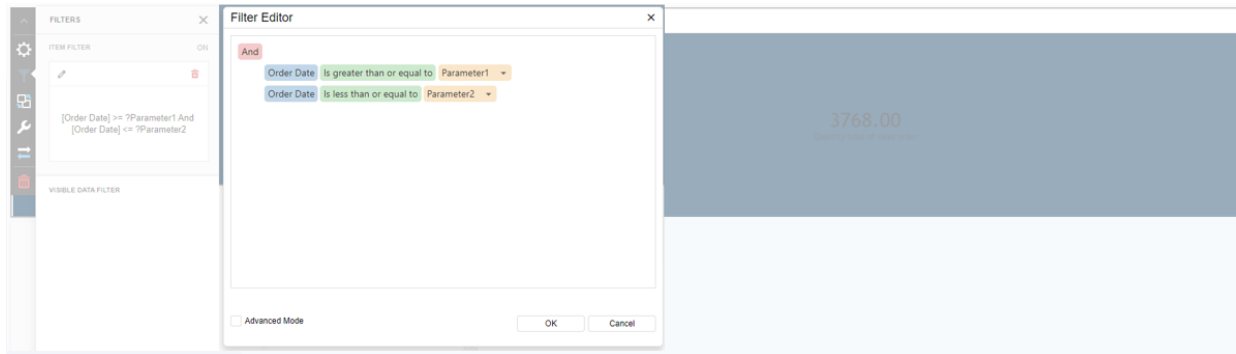 FILTERS
ITEM FILTER ON
[Order Date] >= ?Parameter1 And
[Order Date] <= ?Parameter2
VISIBLE DATA FILTER
Filter Editor
And
Order Date Is greater than or equal to Parameter1
Order Date Is less than or equal to Parameter2
Advanced Mode
OK Cancel
3768.00